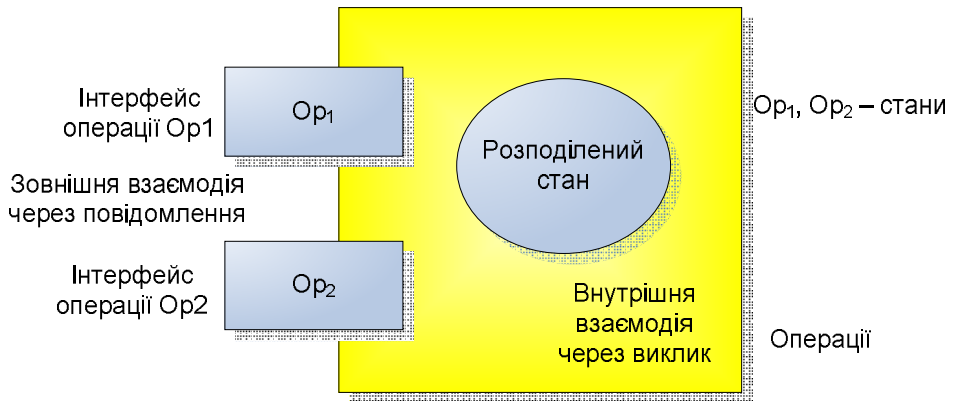 Інтерфейс
операції Op1
Op₁
Зовнішня взаємодія
через повідомлення
Інтерфейс
операції Op2
Op₂
Розподілений
стан
Внутрішня
взаємодія
через виклик
Op₁, Op₂ – стани
Операції